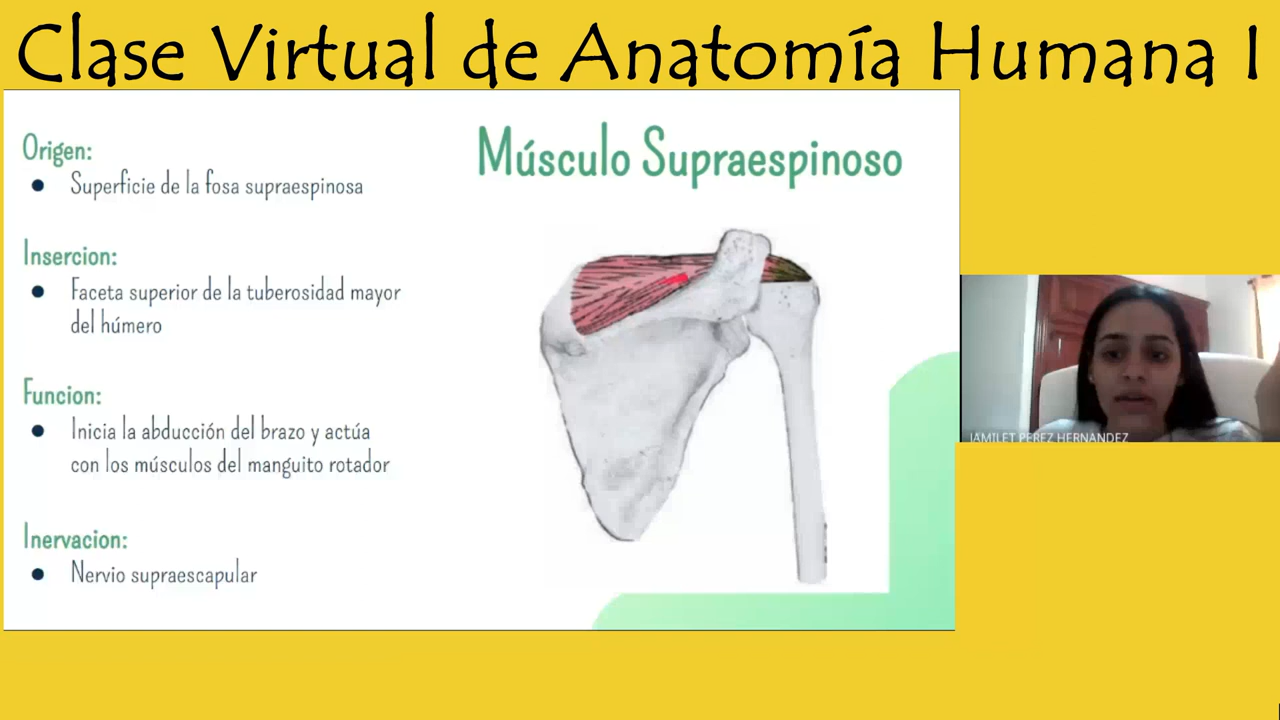 Clase Virtual de Anatomía Humana I
Músculo Supraespinoso
Origen:
● Superficie de la fosa supraespinosa
Insercion:
● Faceta superior de la tuberosidad mayor
del húmero
Funcion:
● Inicia la abducción del brazo y actúa
con los músculos del manguito rotador
Inervacion:
● Nervio supraescapular
JAMILET PEREZ HERNANDEZ